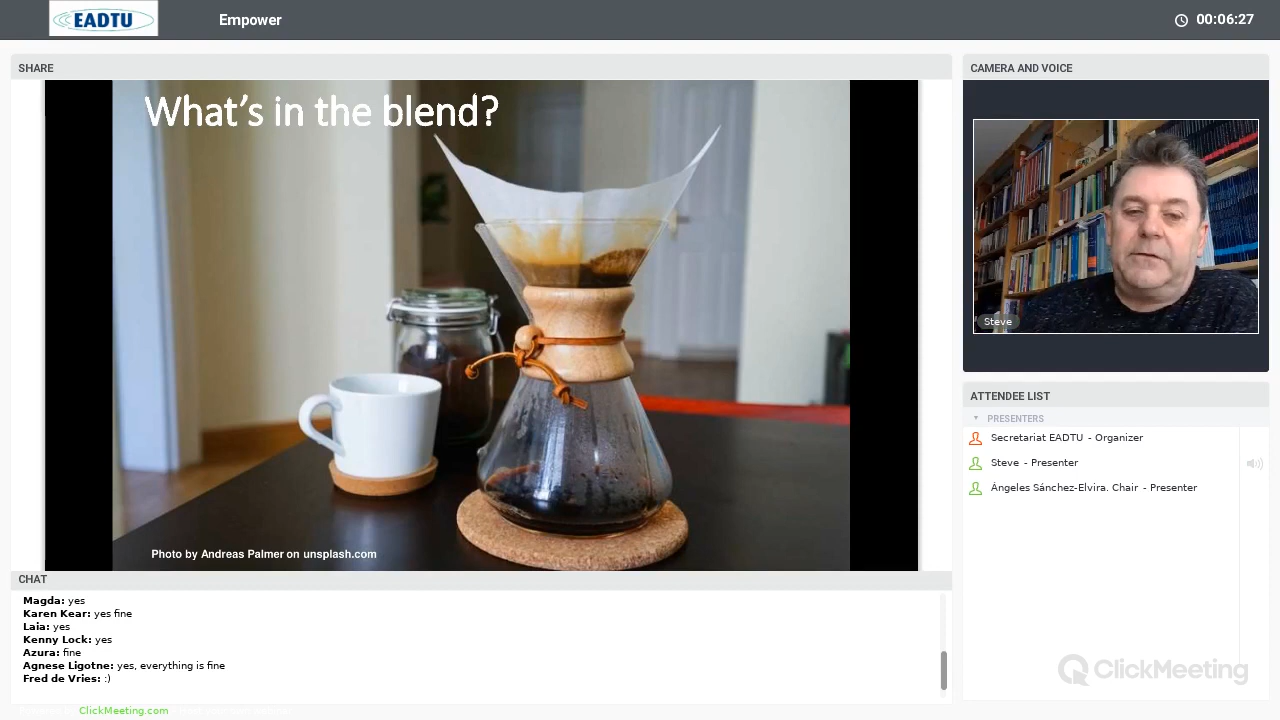 EADTU
Empower
00:06:27
SHARE
What's in the blend?
Photo by Andreas Palmer on unsplash.com
CHAT
Magda: yes
Karen Kear: yes fine
Laia: yes
Kenny Lock: yes
Azura: fine
Agnese Ligotne: yes, everything is fine
Fred de Vries: :)
ClickMeeting.com
CAMERA AND VOICE
Steve
ATTENDEE LIST
PRESENTERS
Secretariat EADTU - Organizer
Steve - Presenter
Ángeles Sánchez-Elvira. Chair - Presenter
ClickMeeting